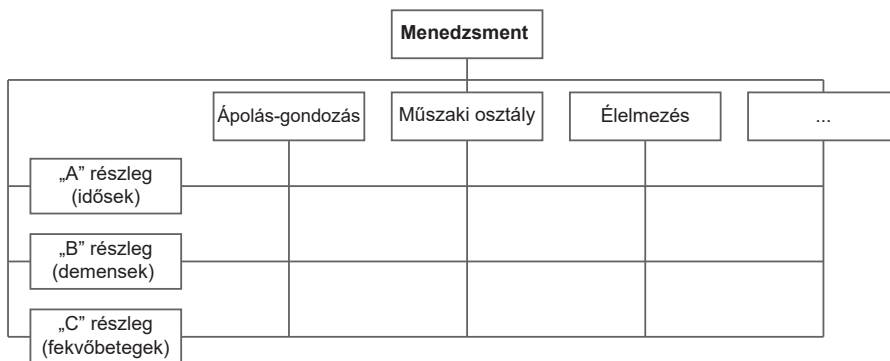 Menedzsment
Ápolás-gondozás
Műszaki osztály
Élelmezés
...
„A” részleg
(idősek)
„B” részleg
(demensek)
„C” részleg
(fekvőbetegek)